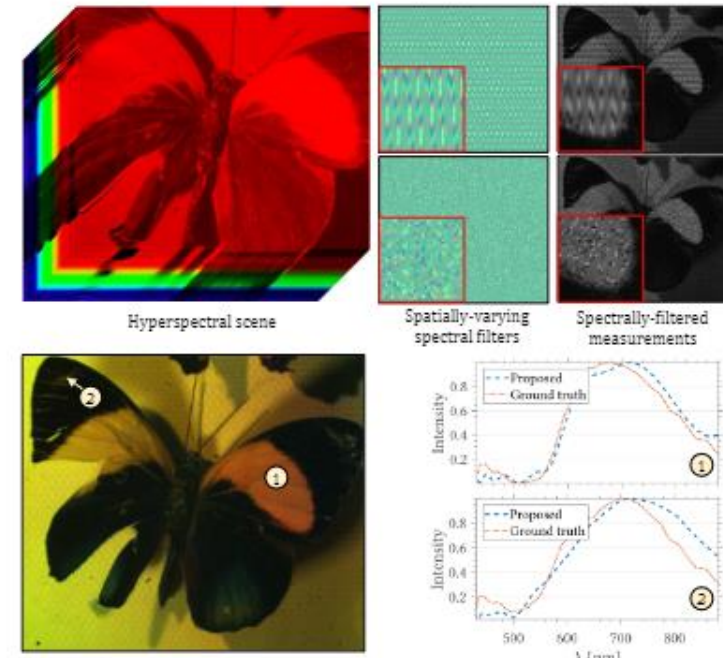 Hyperspectral scene
Spatially-varying
spectral filters
Spectrally-filtered
measurements
2
1
Intensity
0.8
0.6
0.4
0.2
Proposed
Ground truth
1
Intensity
0.8
0.6
0.4
0.2
Proposed
Ground truth
2
500
600
700
800